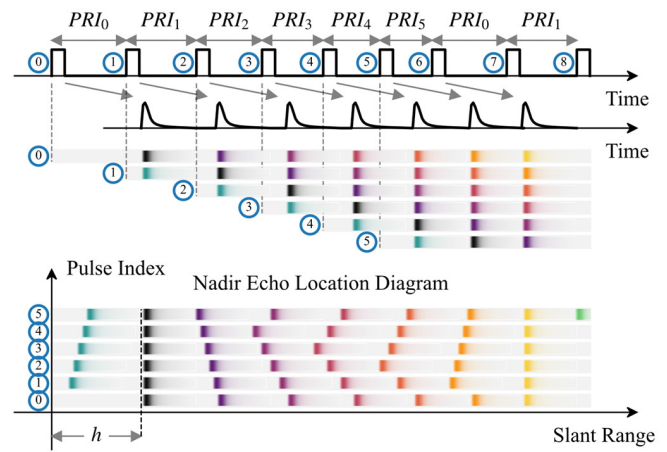 PRI₀ PRI₁ PRI₂ PRI₃ PRI₄ PRI₅ PRI₀ PRI₁
0 1 2 3 4 5 6 7 8
Time
Time
0
1
2
3
4
5
Pulse Index
Nadir Echo Location Diagram
5
4
3
2
1
0
h
Slant Range